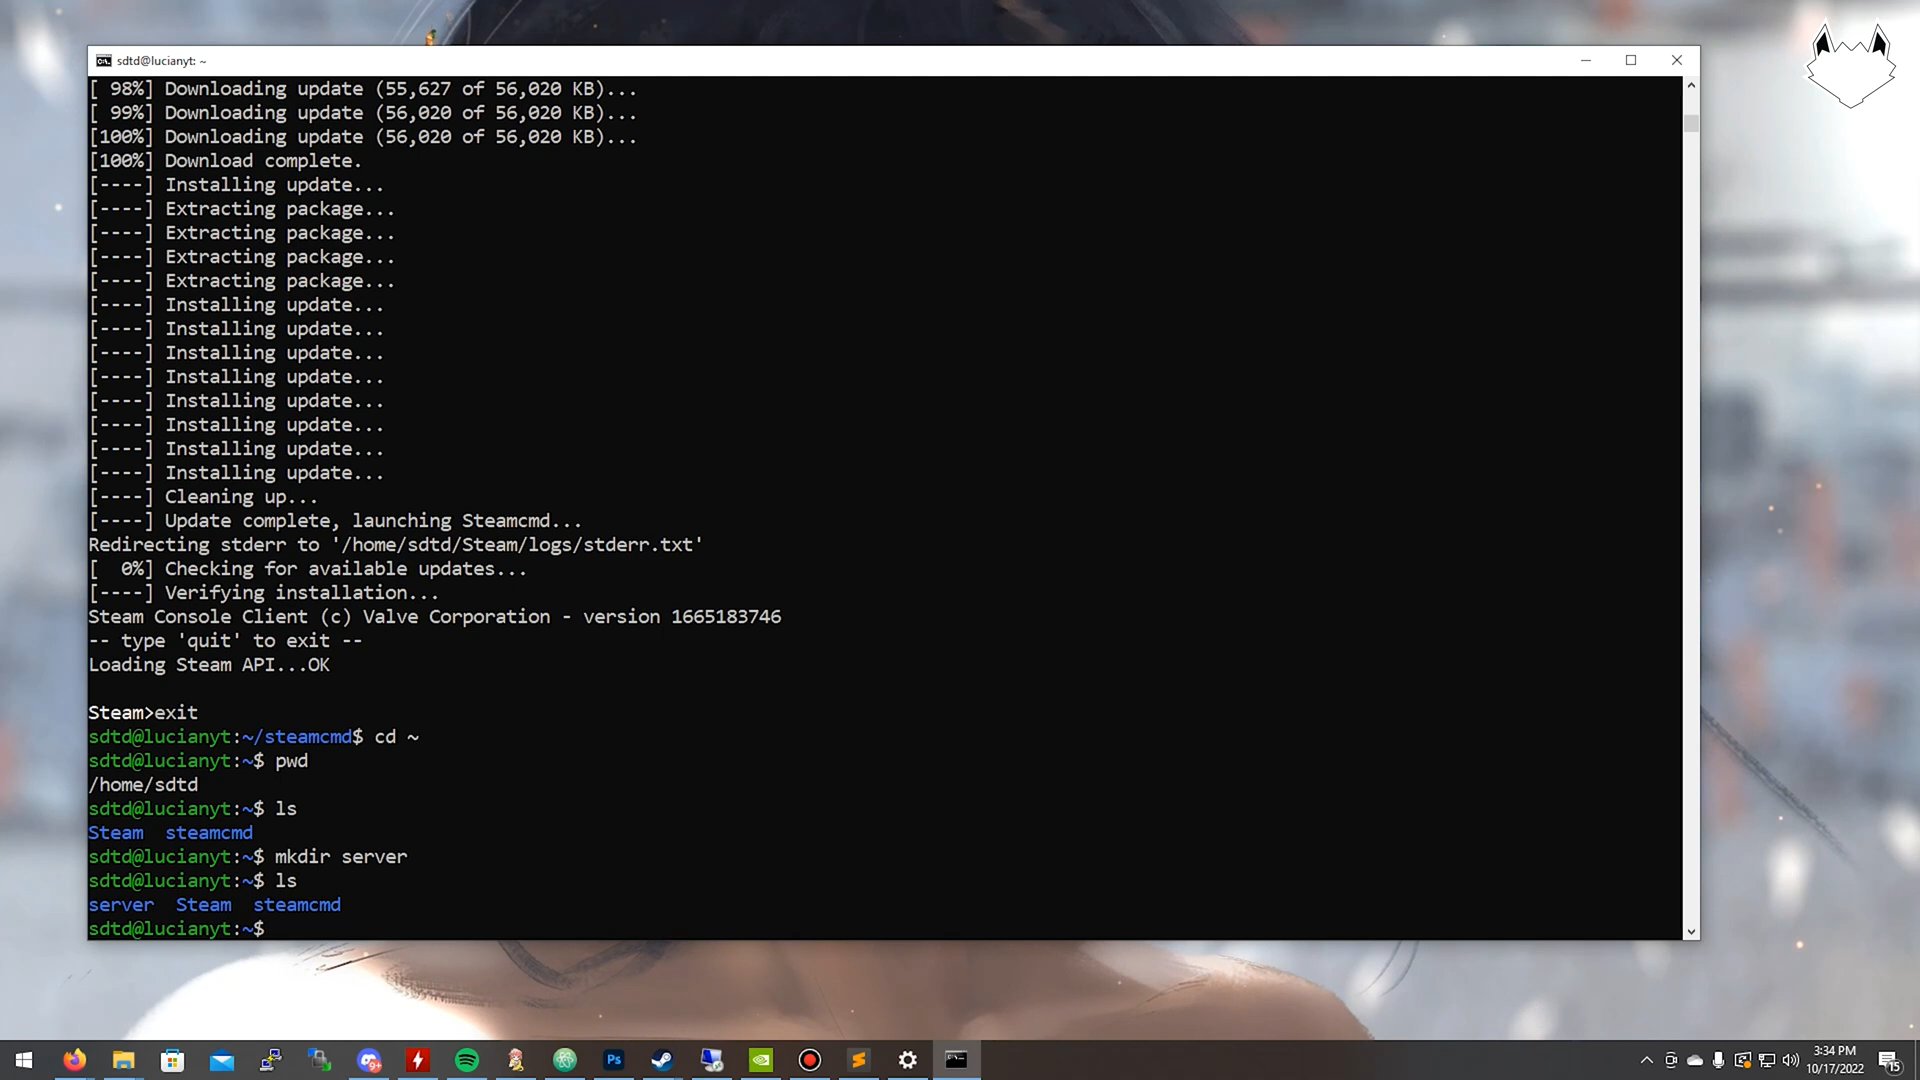 sdtd@lucianyt: ~
[ 98%] Downloading update (55,627 of 56,020 KB)...
[ 99%] Downloading update (56,020 of 56,020 KB)...
[100%] Downloading update (56,020 of 56,020 KB)...
[100%] Download complete.
[----] Installing update...
[----] Extracting package...
[----] Extracting package...
[----] Extracting package...
[----] Extracting package...
[----] Installing update...
[----] Installing update...
[----] Installing update...
[----] Installing update...
[----] Installing update...
[----] Installing update...
[----] Installing update...
[----] Installing update...
[----] Cleaning up...
[----] Update complete, launching Steamcmd...
Redirecting stderr to '/home/sdtd/Steam/logs/stderr.txt'
[  0%] Checking for available updates...
[----] Verifying installation...
Steam Console Client (c) Valve Corporation - version 1665183746
-- type 'quit' to exit --
Loading Steam API...OK
Steam>exit
sdtd@lucianyt:~/steamcmd$ cd ~
sdtd@lucianyt:~$ pwd
/home/sdtd
sdtd@lucianyt:~$ ls
Steam  steamcmd
sdtd@lucianyt:~$ mkdir server
sdtd@lucianyt:~$ ls
server  Steam  steamcmd
sdtd@lucianyt:~$
9+
Ps
3:34 PM
10/17/2022
15